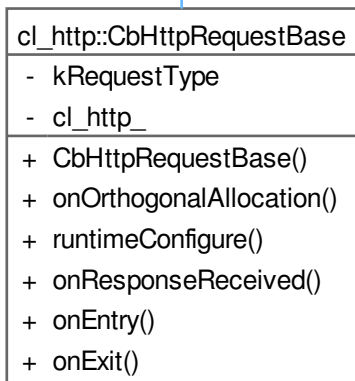 cl_http::CbHttpRequestBase
- kRequestType
- cl_http_
+ CbHttpRequestBase()
+ onOrthogonalAllocation()
+ runtimeConfigure()
+ onResponseReceived()
+ onEntry()
+ onExit()